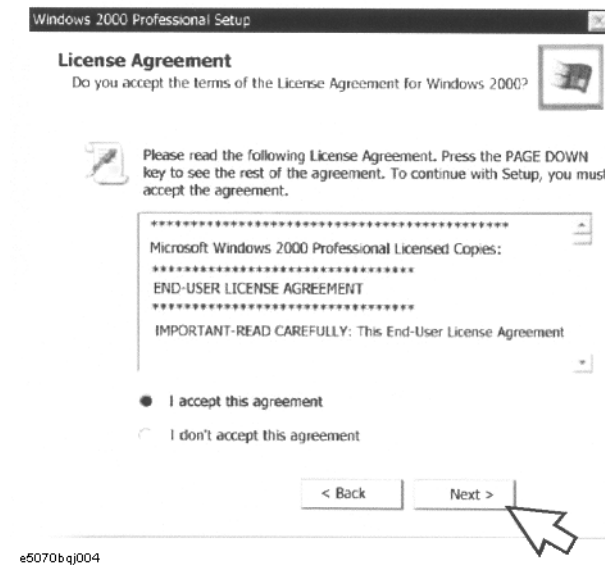 Windows 2000 Professional Setup
License Agreement
Do you accept the terms of the License Agreement for Windows 2000?
Please read the following License Agreement. Press the PAGE DOWN
key to see the rest of the agreement. To continue with Setup, you must
accept the agreement.
*********************************************
Microsoft Windows 2000 Professional Licensed Copies:
*********************************
END-USER LICENSE AGREEMENT
*********************************
IMPORTANT-READ CAREFULLY: This End-User License Agreement
I accept this agreement
I don't accept this agreement
< Back Next >
e5070bqj004